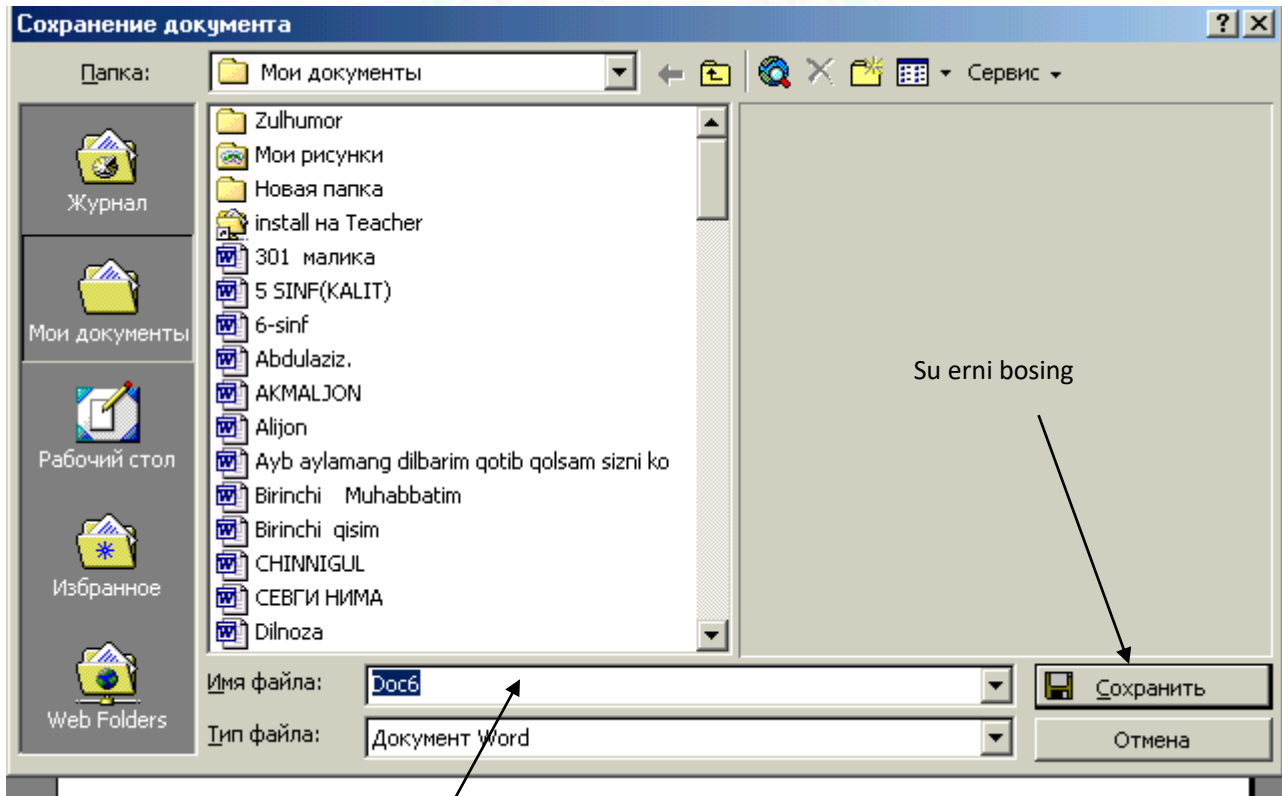 Сохранение документа
Папка: Мои документы Сервис
Журнал
Мои документы
Рабочий стол
Избранное
Web Folders
Zulhumor
Мои рисунки
Новая папка
install на Teacher
301 малика
5 SINF(KALIT)
6-sinf
Abdulaziz.
AKMALJON
Alijon
Ayb aylamang dilbarim qotib qolsam sizni ko
Birinchi Muhabbatim
Birinchi qisim
CHINNIGUL
СЕВГИ НИМА
Dilnoza
Su erni bosing
Имя файла: Doc6 Сохранить
Тип файла: Документ Word Отмена